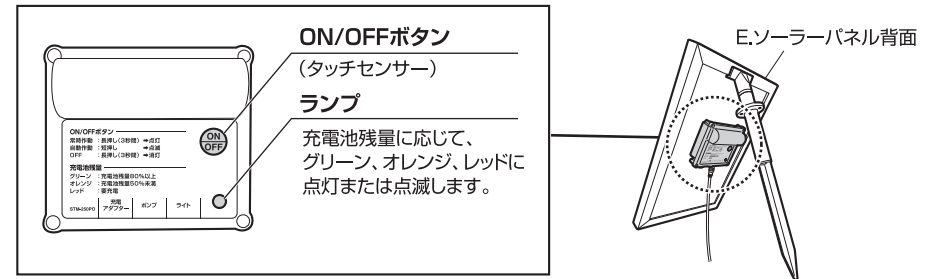 ON/OFFボタン
(タッチセンサー)
ランプ
充電池残量に応じて、
グリーン、オレンジ、レッドに
点灯または点滅します。
E.ソーラーパネル背面
ON/OFFボタン
常時作動:長押し(3秒間)➡点灯
自動作動:短押し ➡点滅
OFF :長押し(3秒間)➡消灯
ON
OFF
充電池残量
グリーン:充電池残量80%以上
オレンジ:充電池残量50%未満
レッド:要充電
STM-250PO
充電
アダプター
ポンプ
ライト